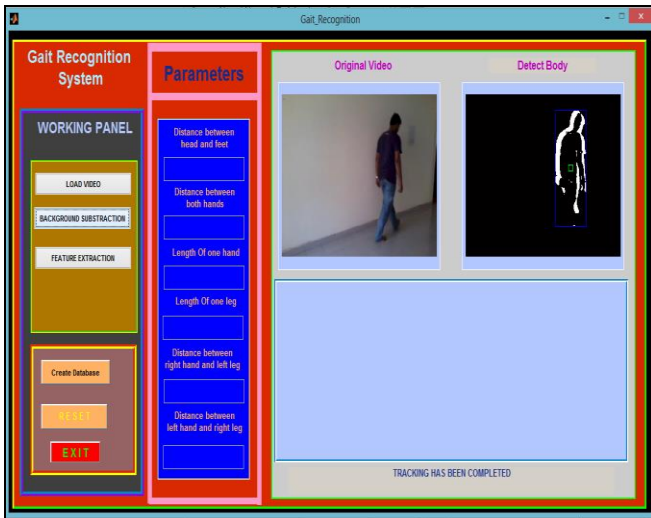 Gait_Recognition
Gait Recognition
System
WORKING PANEL
LOAD VIDEO
BACKGROUND SUBSTRACTION
FEATURE EXTRACTION
Create Database
RESET
EXIT
Parameters
Distance between
head and feet
Distance between
both hands
Length Of one hand
Length Of one leg
Distance between
right hand and left leg
Distance between
left hand and right leg
Original Video
Detect Body
TRACKING HAS BEEN COMPLETED